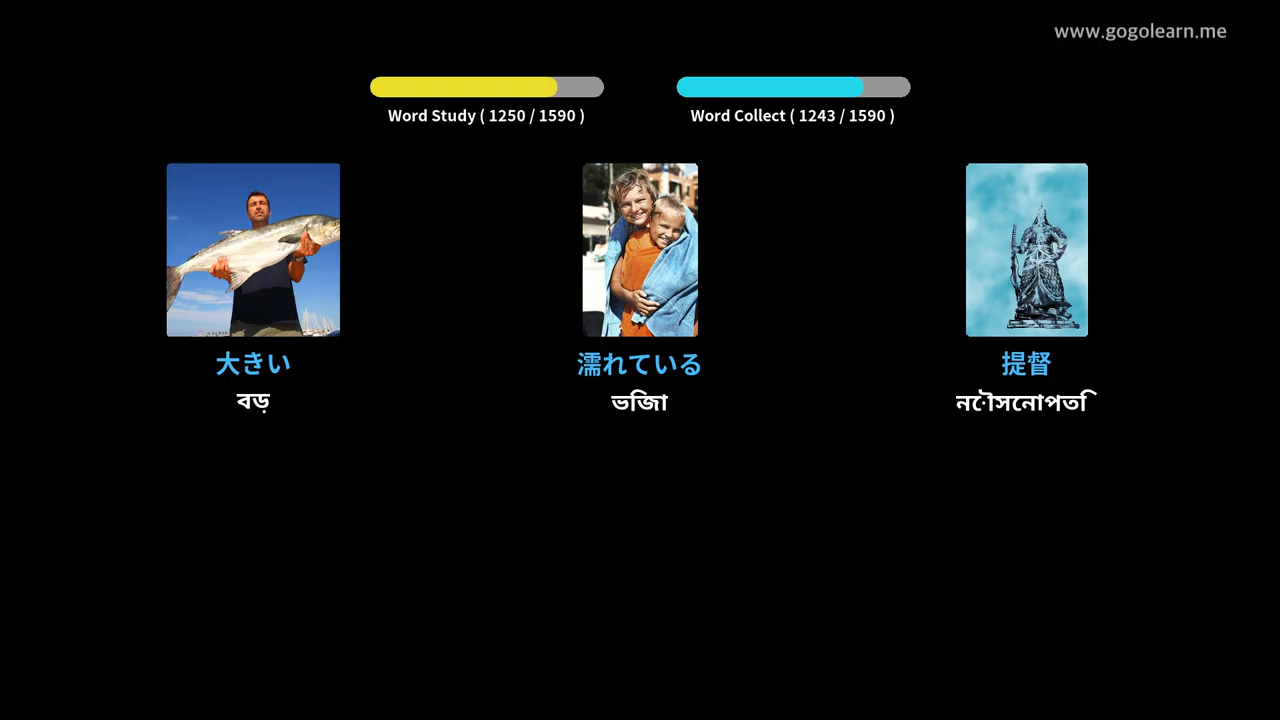 www.gogolearn.me
Word Study ( 1250 / 1590 )
Word Collect ( 1243 / 1590 )
大きい
濡れている
提督
বড়
ভিজা
নৌসেনাপতি